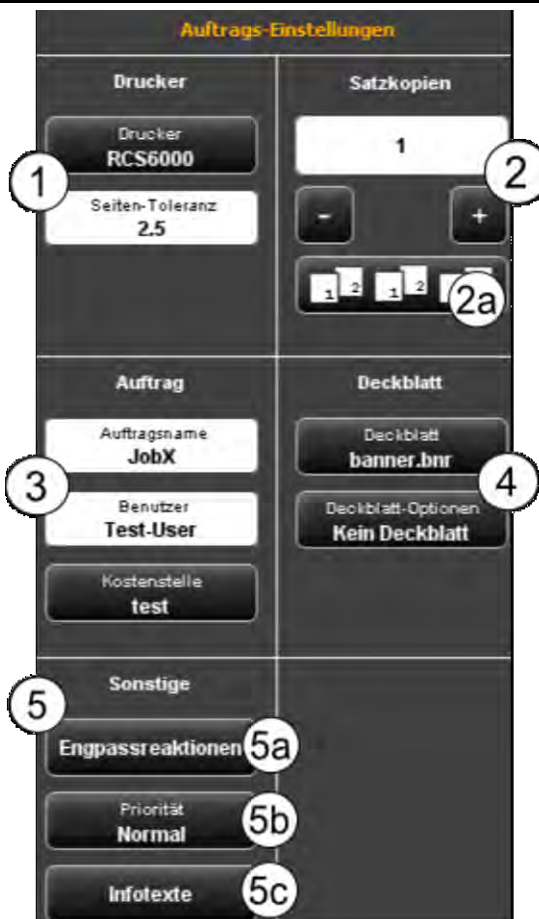 Auftrags-Einstellungen
Drucker
Drucker
RCS6000
1
Seiten-Toleranz
2.5
Satzkopien
1
2
-
+
1 2 1 2
2a
Auftrag
Auftragsname
JobX
3
Benutzer
Test-User
Kostenstelle
test
Deckblatt
Deckblatt
banner.bnr
4
Deckblatt-Optionen
Kein Deckblatt
Sonstige
5
Engpassreaktionen
5a
Priorität
Normal
5b
Infotexte
5c